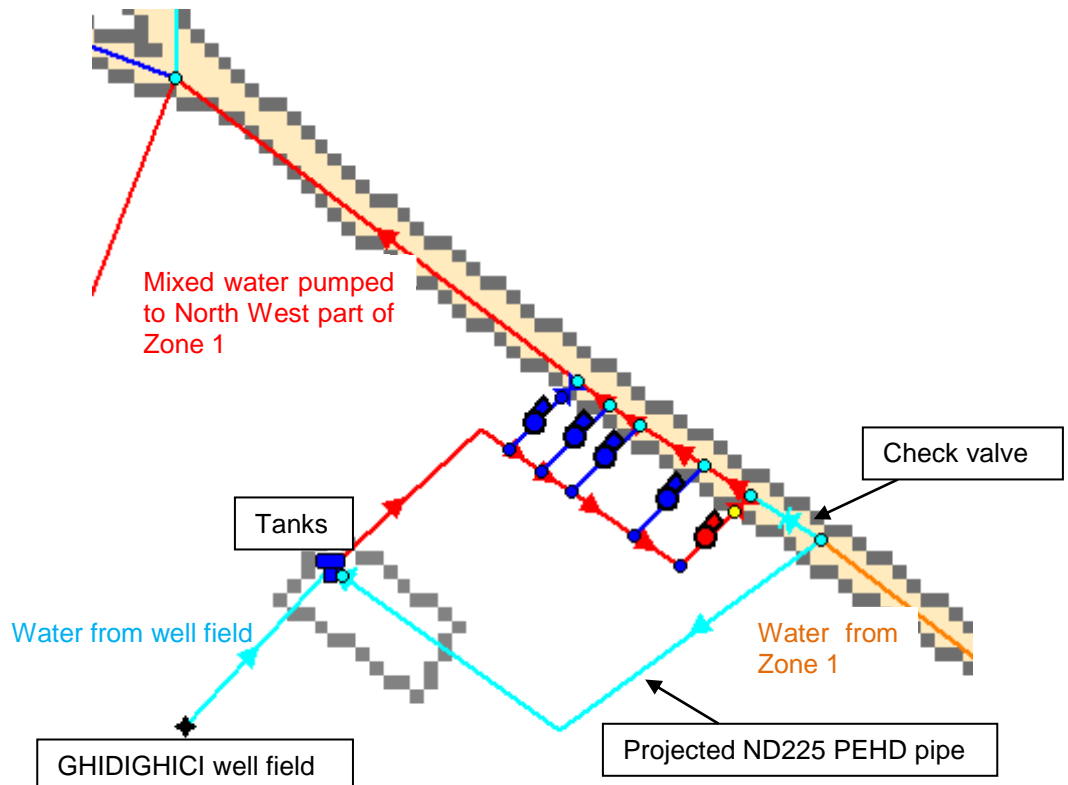 Mixed water pumped
to North West part of
Zone 1
Check valve
Tanks
Water from well field
Water from
Zone 1
Projected ND225 PEHD pipe
GHIDIGHICI well field